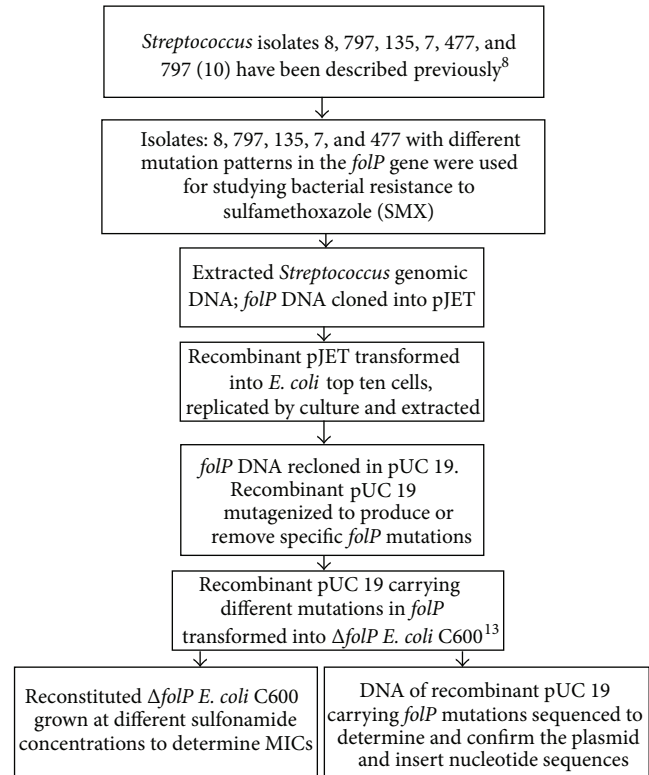 Streptococcus isolates 8, 797, 135, 7, 477, and
797 (10) have been described previously8
Isolates: 8, 797, 135, 7, and 477 with different
mutation patterns in the folP gene were used
for studying bacterial resistance to
sulfamethoxazole (SMX)
Extracted Streptococcus genomic
DNA; folP DNA cloned into pJET
Recombinant pJET transformed
into E. coli top ten cells,
replicated by culture and extracted
folP DNA recloned in pUC 19.
Recombinant pUC 19
mutagenized to produce or
remove specific folP mutations
Recombinant pUC 19 carrying
different mutations in folP
transformed into ΔfolP E. coli C60013
Reconstituted ΔfolP E. coli C600
grown at different sulfonamide
concentrations to determine MICs
DNA of recombinant pUC 19
carrying folP mutations sequenced to
determine and confirm the plasmid
and insert nucleotide sequences